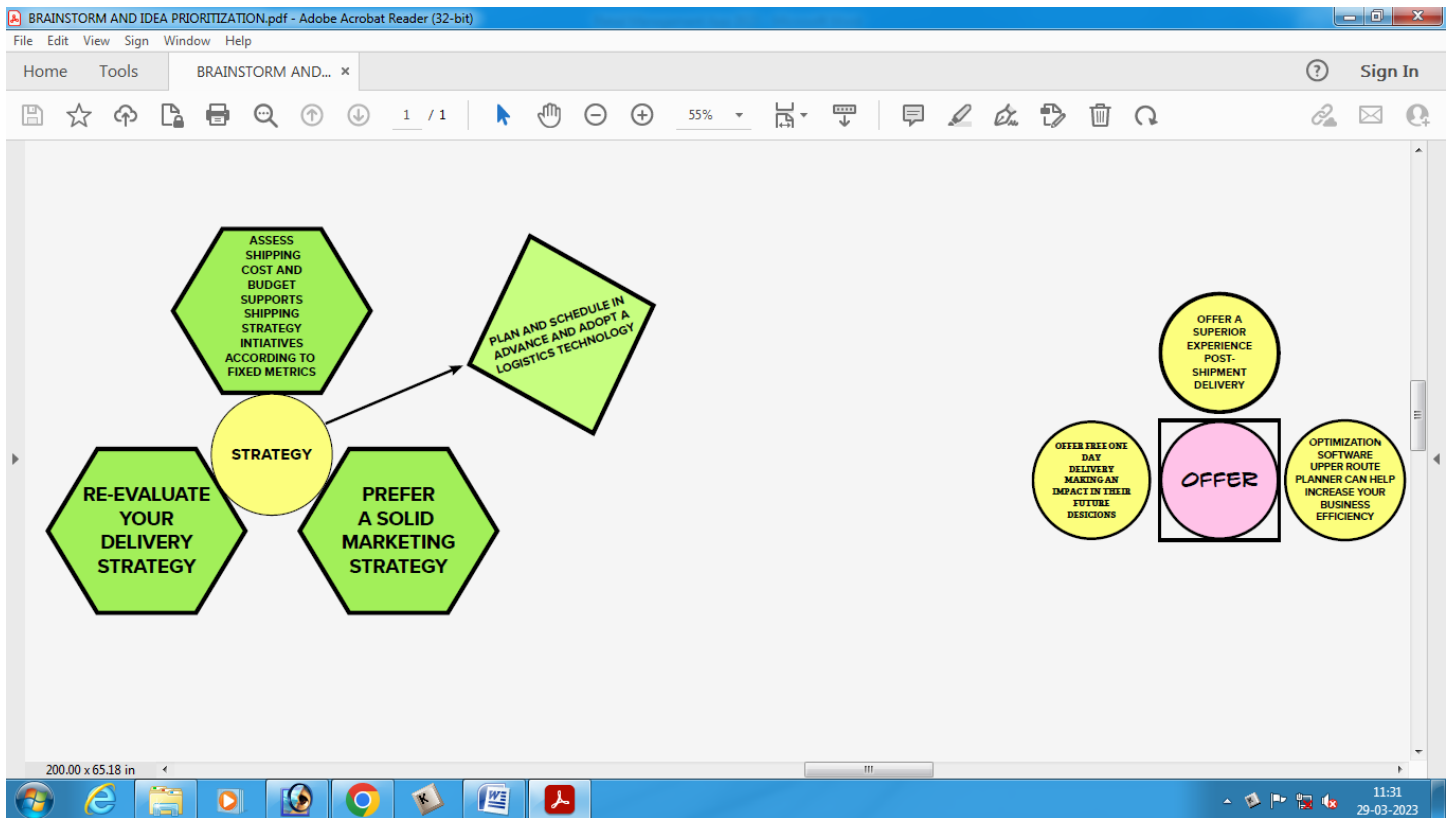 BRAINSTORM AND IDEA PRIORITIZATION.pdf - Adobe Acrobat Reader (32-bit)
File Edit View Sign Window Help
Home Tools BRAINSTORM AND... ×
? Sign In
1 / 1
55%
ASSESS
SHIPPING
COST AND
BUDGET
SUPPORTS
SHIPPING
STRATEGY
INTIATIVES
ACCORDING TO
FIXED METRICS
PLAN AND SCHEDULE IN
ADVANCE AND ADOPT A
LOGISTICS TECHNOLOGY
STRATEGY
RE-EVALUATE
YOUR
DELIVERY
STRATEGY
PREFER
A SOLID
MARKETING
STRATEGY
OFFER A
SUPERIOR
EXPERIENCE
POST-
SHIPMENT
DELIVERY
OFFER FREE ONE
DAY
DELIVERY
MAKING AN
IMPACT IN THEIR
FUTURE
DESICIONS
OFFER
OPTIMIZATION
SOFTWARE
UPPER ROUTE
PLANNER CAN HELP
INCREASE YOUR
BUSINESS
EFFICIENCY
200.00 x 65.18 in
11:31
29-03-2023